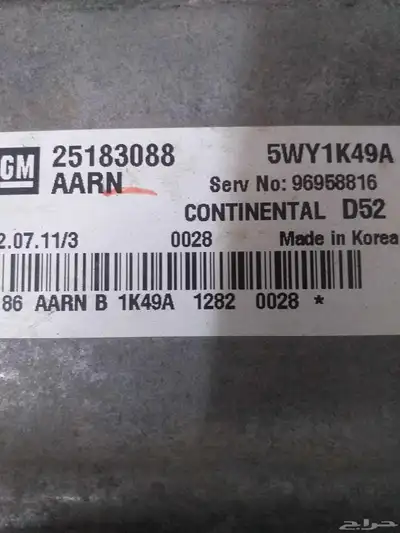 GM 25183088 5WY1K49A
AARN Serv No: 96958816
CONTINENTAL D52
2.07.11/3 0028 Made in Korea
86 AARN B 1K49A 1282 0028 *
حراج